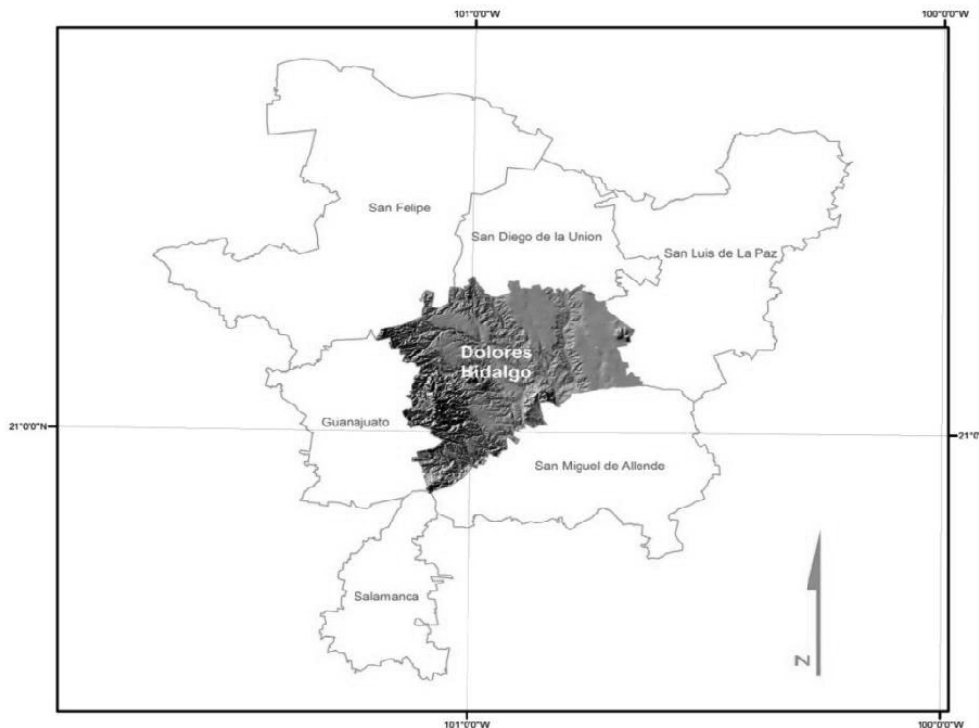 101°0'0"W
100°0'0"W
San Felipe
San Diego de la Union
San Luis de La Paz
Dolores
Hidalgo
Guanajuato
21°0'0"N
21°0'
San Miguel de Allende
Salamanca
N
101°0'0"W
100°0'0"W